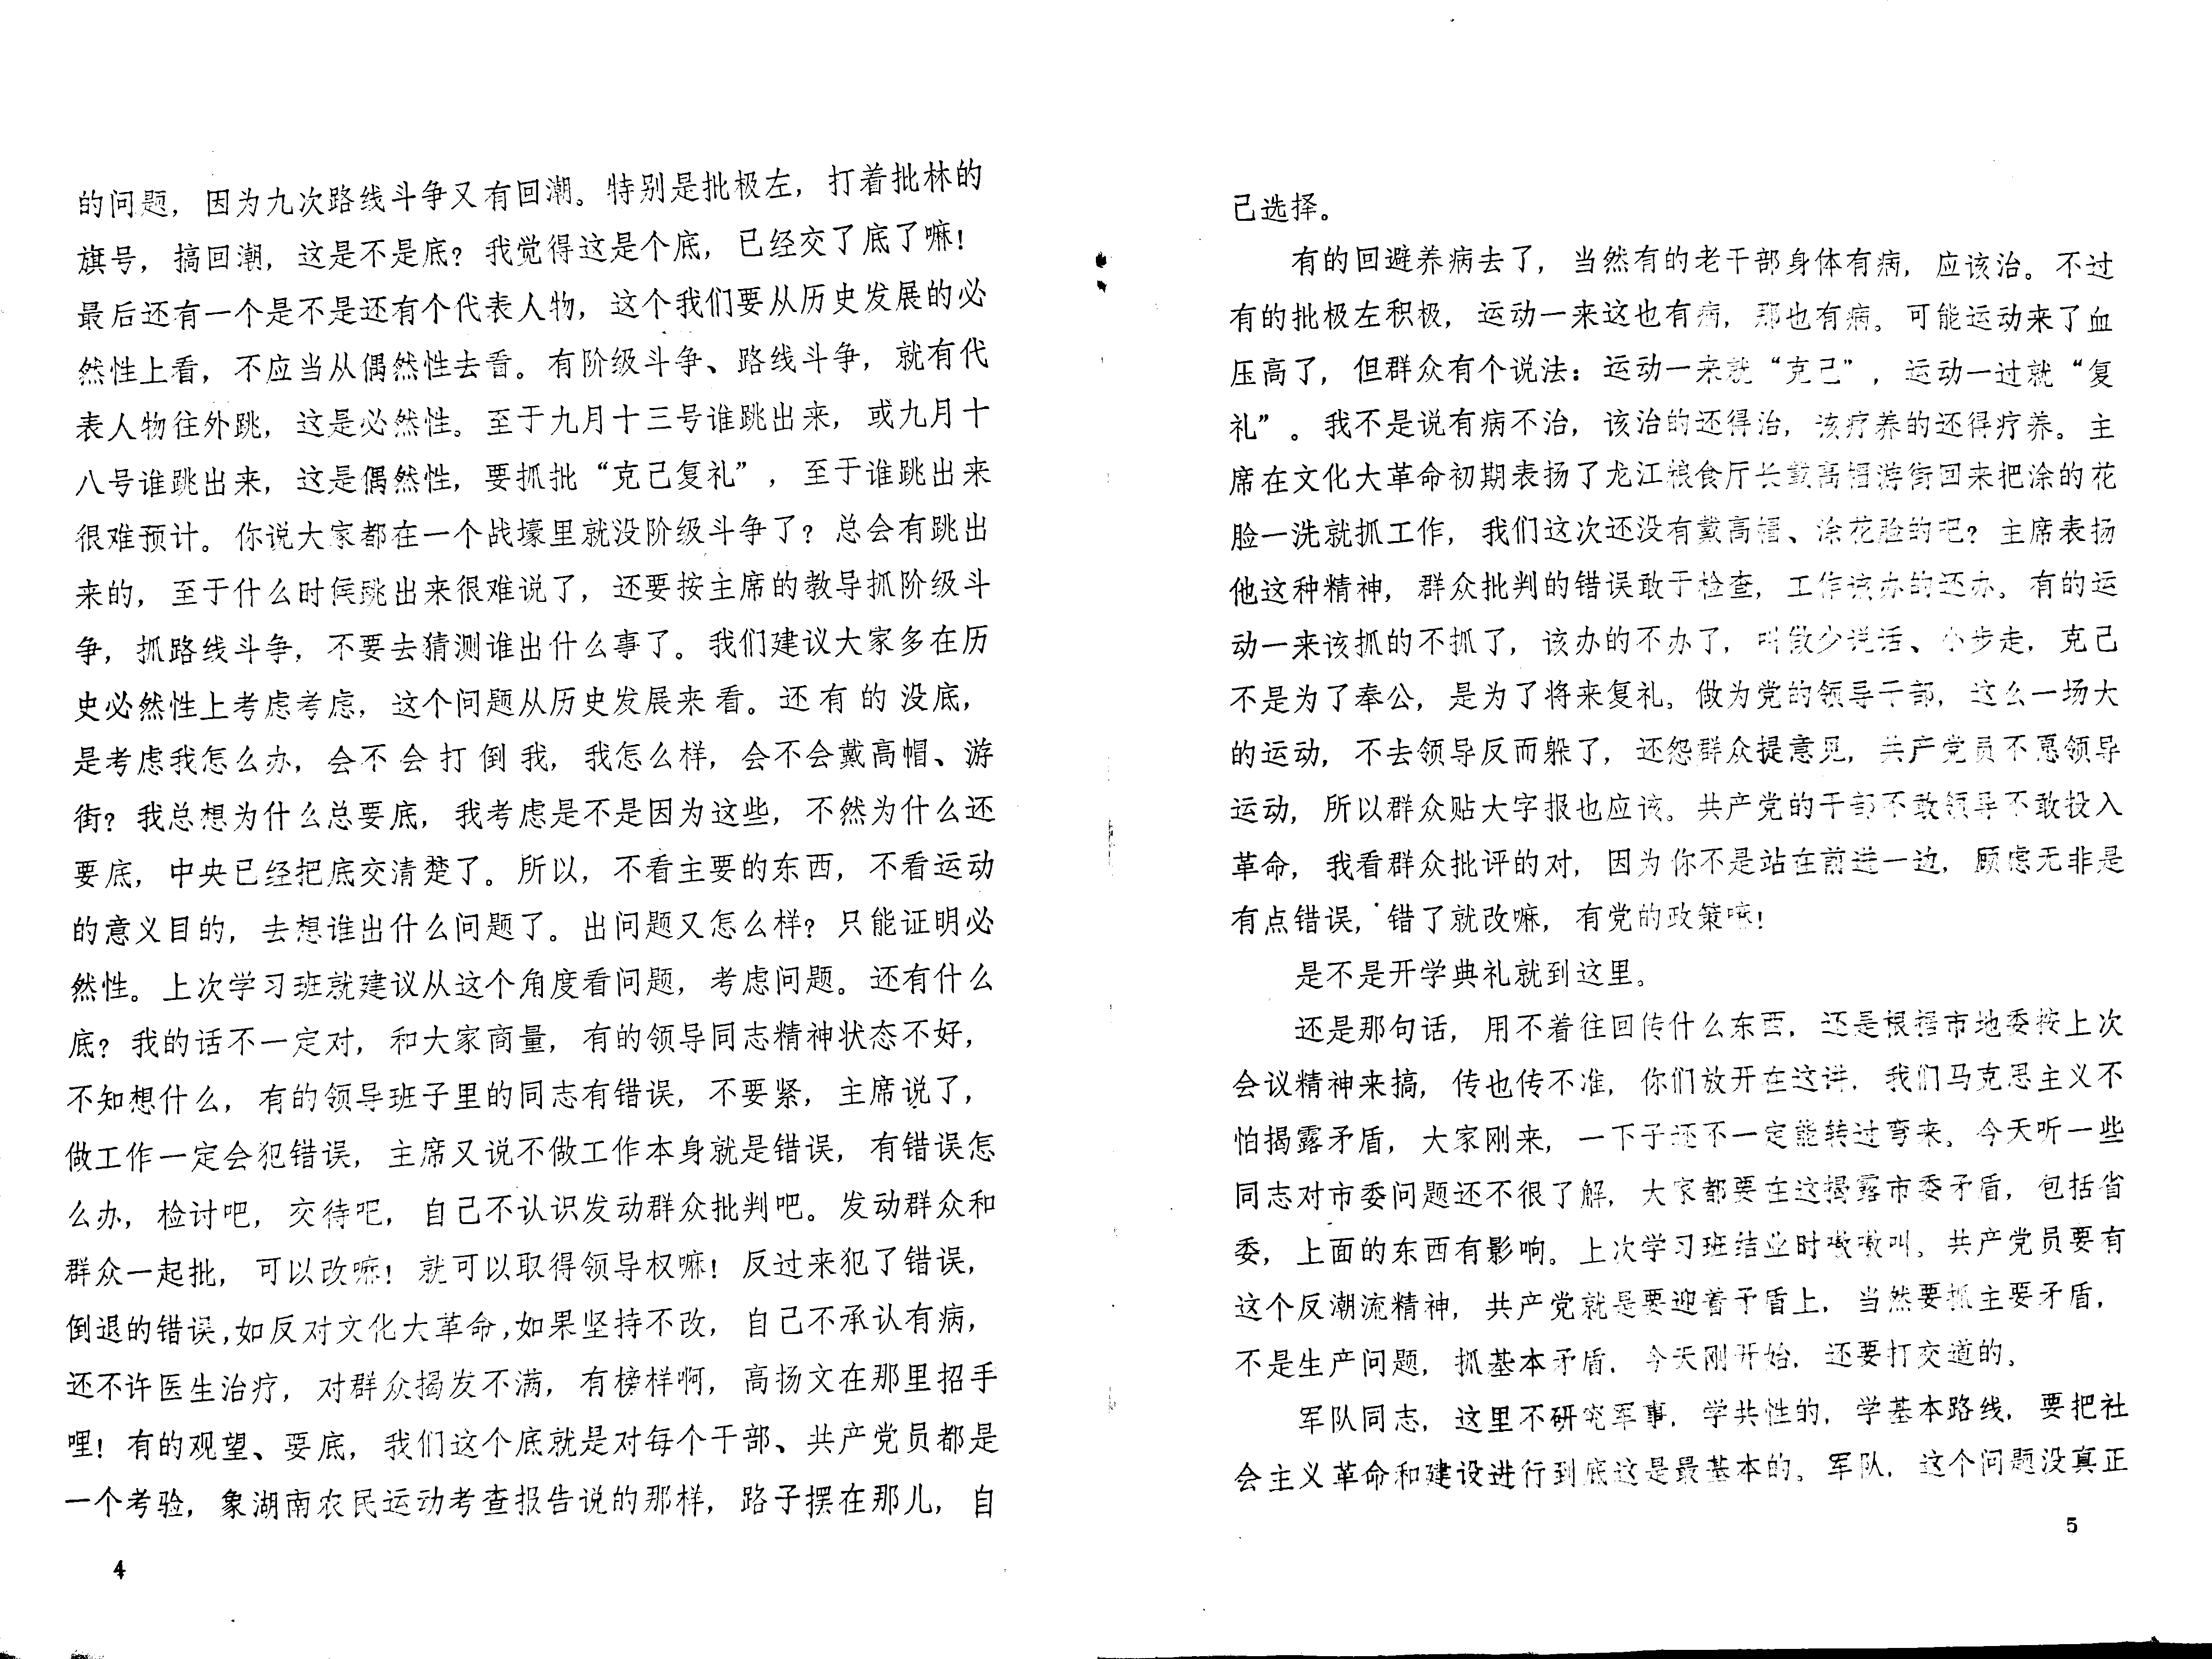 的问题，因为九次路线斗争又有回潮。特别是批极左，打着批林的
旗号，搞回潮，这是不是底？我觉得这是个底，已经交了底了嘛！
最后还有一个是不是还有个代表人物，这个我们要从历史发展的必
然性上看，不应当从偶然性去看。有阶级斗争、路线斗争，就有代
表人物往外跳，这是必然性。至于九月十三号谁跳出来，或九月十
八号谁跳出来，这是偶然性，要抓批“克己复礼”，至于谁跳出来
很难预计。你说大家都在一个战壕里就没阶级斗争了？总会有跳出
来的，至于什么时侯跳出来很难说了，还要按主席的教导抓阶级斗
争，抓路线斗争，不要去猜测谁出什么事了。我们建议大家多在历
史必然性上考虑考虑，这个问题从历史发展来看。还有的没底，
是考虑我怎么办，会不会打倒我，我怎么样，会不会戴高帽、游
街？我总想为什么总要底，我考虑是不是因为这些，不然为什么还
要底，中央已经把底交清楚了。所以，不看主要的东西，不看运动
的意义目的，去想谁出什么问题了。出问题又怎么样？只能证明必
然性。上次学习班就建议从这个角度看问题，考虑问题。还有什么
底？我的话不一定对，和大家商量，有的领导同志精神状态不好，
不知想什么，有的领导班子里的同志有错误，不要紧，主席说了，
做工作一定会犯错误，主席又说不做工作本身就是错误，有错误怎
么办，检讨吧，交待吧，自己不认识发动群众批判吧。发动群众和
群众一起批，可以改嘛！就可以取得领导权嘛！反过来犯了错误，
倒退的错误，如反对文化大革命，如果坚持不改，自己不承认有病，
还不许医生治疗，对群众揭发不满，有榜样啊，高扬文在那里招手
哩！有的观望、要底，我们这个底就是对每个干部、共产党员都是
一个考验，象湖南农民运动考查报告说的那样，路子摆在那儿，自
4
己选择。
有的回避养病去了，当然有的老干部身体有病，应该治。不过
有的批极左积极，运动一来这也有病，那也有病。可能运动来了血
压高了，但群众有个说法：运动一来就“克己”，运动一过就“复
礼”。我不是说有病不治，该治的还得治，该疗养的还得疗养。主
席在文化大革命初期表扬了龙江粮食厅长戴高帽游街回来把涂的花
脸一洗就抓工作，我们这次还没有戴高帽、涂花脸的吧？主席表扬
他这种精神，群众批判的错误敢于检查，工作该办的还办。有的运
动一来该抓的不抓了，该办的不办了，叫做少说话、小步走，克己
不是为了奉公，是为了将来复礼。做为党的领导干部，这么一场大
的运动，不去领导反而躲了，还怨群众提意见，共产党员不愿领导
运动，所以群众贴大字报也应该。共产党的干部不敢领导不敢投入
革命，我看群众批评的对，因为你不是站在前进一边，顾虑无非是
有点错误，错了就改嘛，有党的政策嘛！
是不是开学典礼就到这里。
还是那句话，用不着往回传什么东西，还是根据市地委按上次
会议精神来搞，传也传不准，你们放开在这讲，我们马克思主义不
怕揭露矛盾，大家刚来，一下子还不一定能转过弯来。今天听一些
同志对市委问题还不很了解，大家都要在这揭露市委矛盾，包括省
委，上面的东西有影响。上次学习班结业时嗷嗷叫。共产党员要有
这个反潮流精神，共产党就是要迎着矛盾上，当然要抓主要矛盾，
不是生产问题，抓基本矛盾，今天刚开始，还要打交道的。
军队同志，这里不研究军事，学共性的，学基本路线，要把社
会主义革命和建设进行到底这是最基本的。军队，这个问题没真正
5